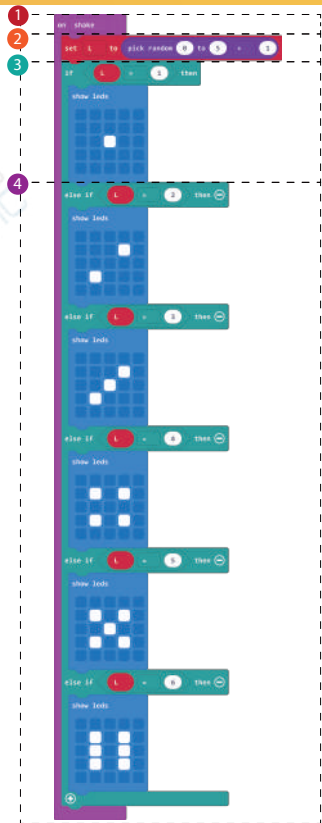 1
on shake
2
set L to pick random 0 to 5 + 1
3
if L = 1 then
show leds
4
else if L = 2 then
show leds
else if L = 3 then
show leds
else if L = 4 then
show leds
else if L = 5 then
show leds
else if L = 6 then
show leds